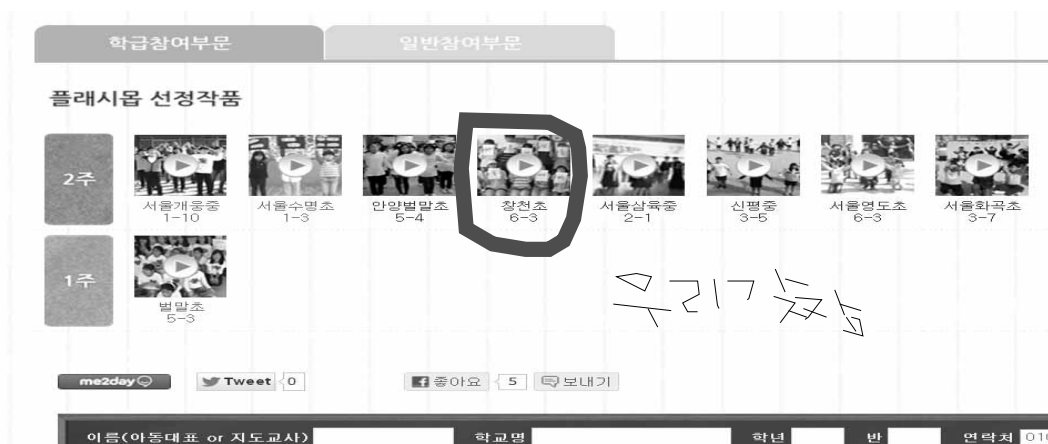 학급참여부문 일반참여부문
플래시몹 선정작품
2주
서울개웅중 서울수명초 안양벌말초 창천초 서울삼육중 신평중 서울영도초 서울화곡초
1-10 1-3 5-4 6-3 2-1 3-5 6-3 3-7
1주
벌말초
5-3
우리가
me2day Tweet 0 좋아요 5 보내기
이름(아동대표 or 지도교사) 학교명 학년 반 연락처 010